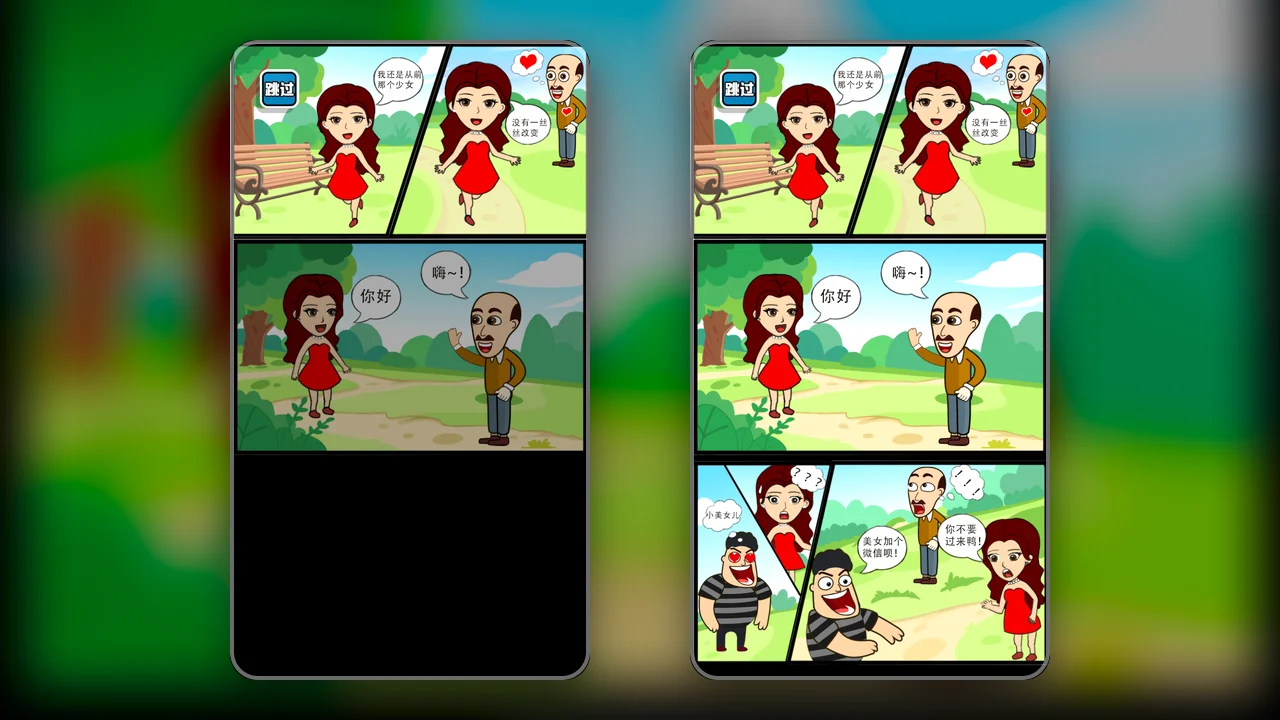 跳过
我还是从前
那个少女
没有一丝
丝改变
你好
嗨~!
跳过
我还是从前
那个少女
没有一丝
丝改变
你好
嗨~!
小美女儿
???
美女加个
微信呗!
!!!
你不要
过来鸭!